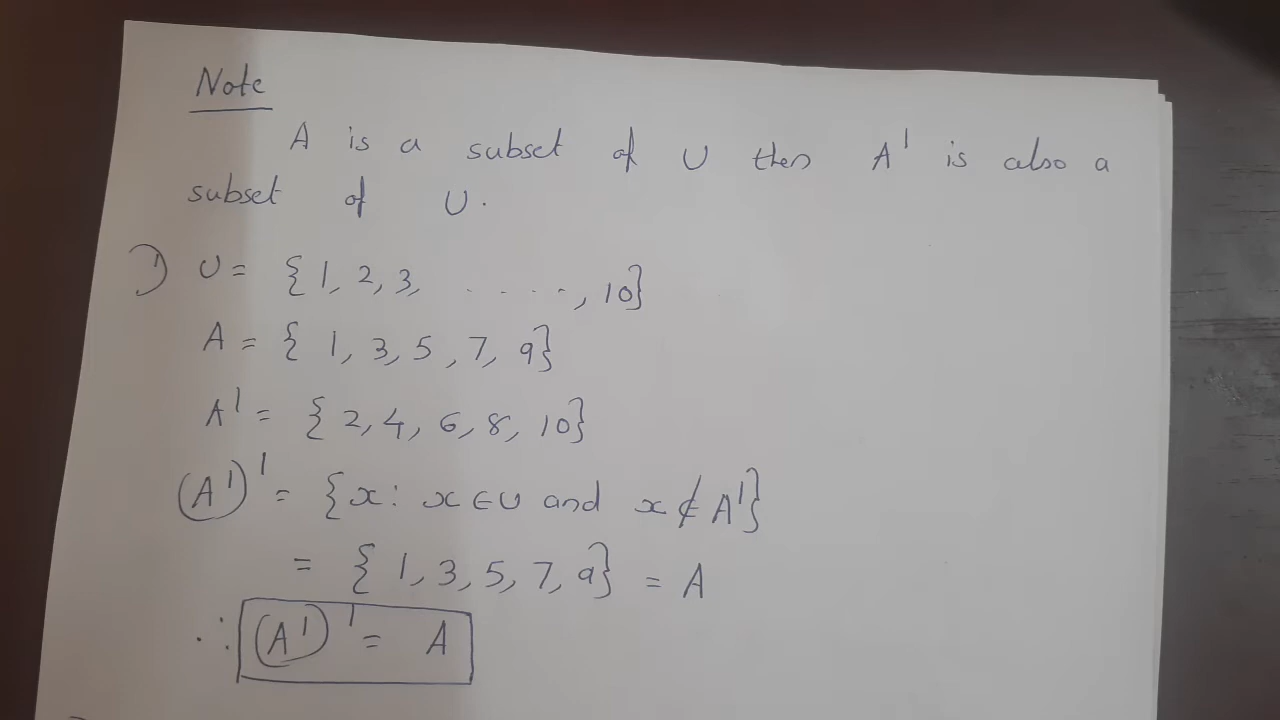 Note
A is a subset of U then A' is also a
subset of U.
1) U = {1, 2, 3, . . . . . , 10}
A = {1, 3, 5, 7, 9}
A' = {2, 4, 6, 8, 10}
(A')' = {x : x ∈ U and x ∉ A'}
= {1, 3, 5, 7, 9} = A
∴ (A')' = A